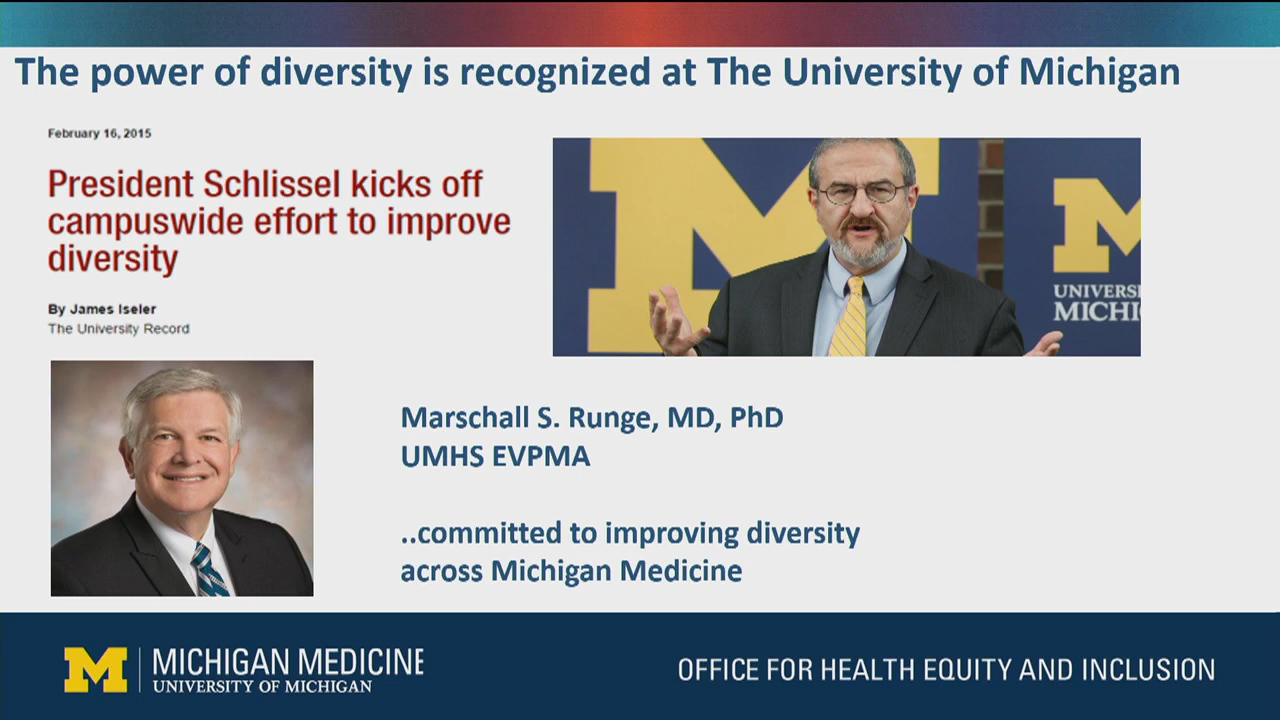 The power of diversity is recognized at The University of Michigan
February 16, 2015
President Schlissel kicks off
campuswide effort to improve
diversity
By James Iseler
The University Record
M
M
UNIVERSI
MICHI
Marschall S. Runge, MD, PhD
UMHS EVPMA
..committed to improving diversity
across Michigan Medicine
M
MICHIGAN MEDICINE
UNIVERSITY OF MICHIGAN
OFFICE FOR HEALTH EQUITY AND INCLUSION